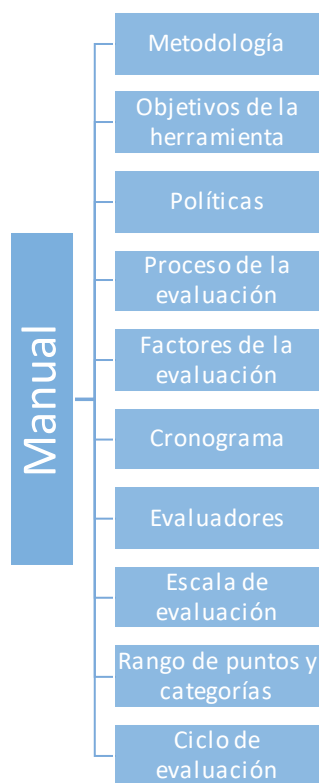 Manual
Metodología
Objetivos de la
herramienta
Políticas
Proceso de la
evaluación
Factores de la
evaluación
Cronograma
Evaluadores
Escala de
evaluación
Rango de puntos y
categorías
Ciclo de
evaluación